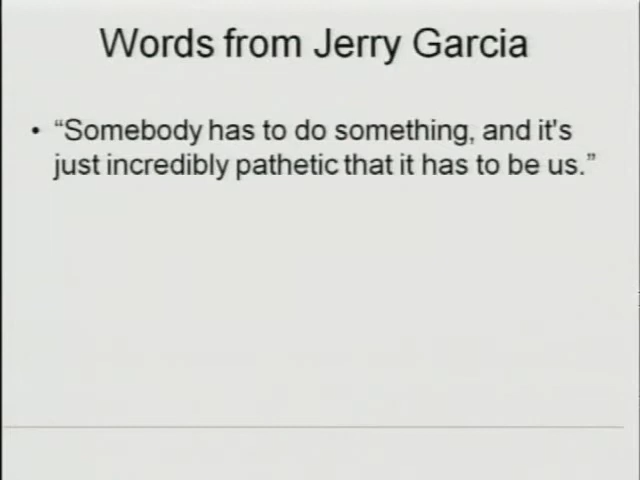 Words from Jerry Garcia
• “Somebody has to do something, and it's
just incredibly pathetic that it has to be us.”